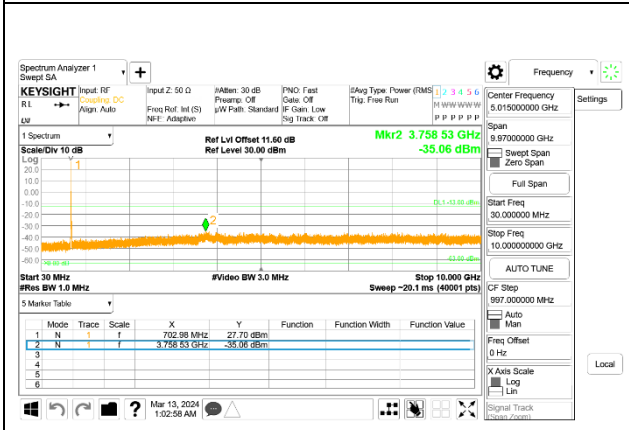 Spectrum Analyzer 1
Swept SA
+
Frequency
KEYSIGHT Input: RF Input Z: 50 Ω #Atten: 30 dB PNO: Fast #Avg Type: Power (RMS 1 2 3 4 5 6
RL Coupling: DC Preamp: Off Gate: Off Trig: Free Run M W W W W W
Align: Auto Freq Ref: Int (S) µW Path: Standard IF Gain: Low P P P P P P
NFE: Adaptive Sig Track: Off
Center Frequency
5.015000000 GHz
Settings
Span
9.97000000 GHz
Swept Span
Zero Span
Full Span
Start Freq
30.000000 MHz
Stop Freq
10.000000000 GHz
AUTO TUNE
CF Step
997.000000 MHz
Auto
Man
Freq Offset
0 Hz
X Axis Scale
Log
Lin
Local
Signal Track
(Span Zoom)
1 Spectrum
Scale/Div 10 dB
Ref Lvl Offset 11.60 dB
Ref Level 30.00 dBm
Mkr2 3.758 53 GHz
-35.06 dBm
Log
1
20.0
10.0
0.00
-10.0
-20.0
-30.0
-40.0
-50.0
-60.0
2
Start 30 MHz #Video BW 3.0 MHz Stop 10.000 GHz
#Res BW 1.0 MHz Sweep ~20.1 ms (40001 pts)
5 Marker Table
Mode Trace Scale X Y Function Function Width Function Value
1 N 1 f 702.98 MHz 27.70 dBm
2 N 1 f 3.758 53 GHz -35.06 dBm
3
4
5
6
?
Mar 13, 2024
1:02:58 AM